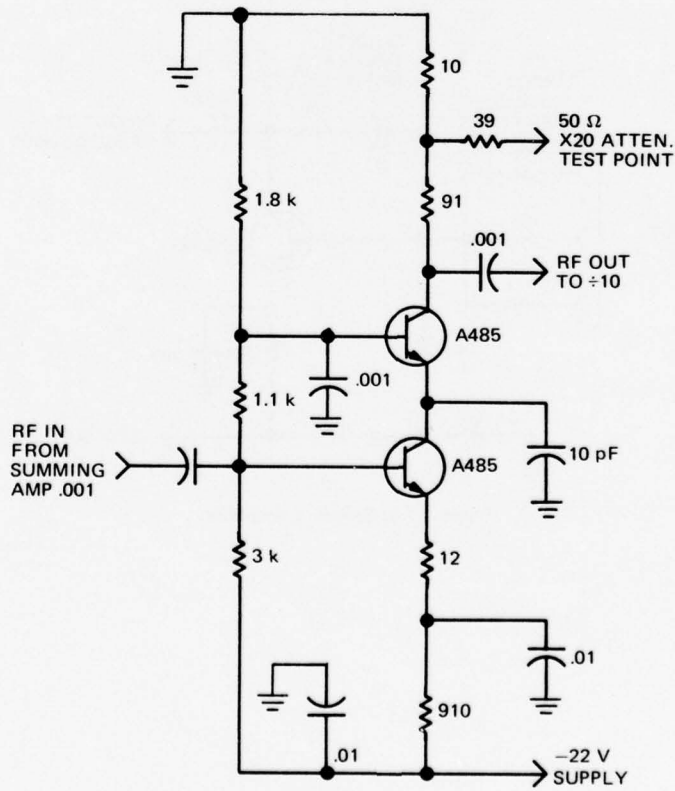 10
39
50 Ω
X20 ATTEN.
TEST POINT
1.8 k
91
.001
RF OUT
TO ÷10
A485
.001
1.1 k
RF IN
FROM
SUMMING
AMP .001
A485
10 pF
3 k
12
.01
910
.01
−22 V
SUPPLY